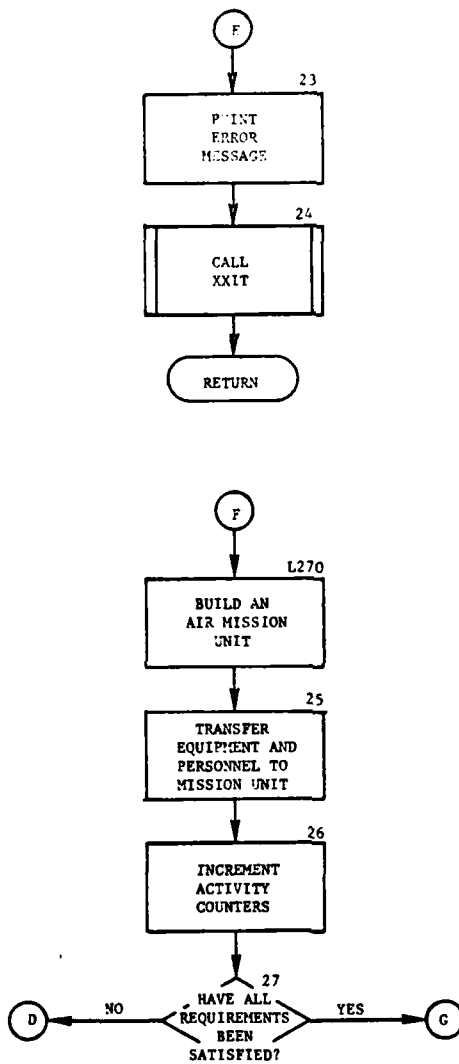 E
23
PRINT
ERROR
MESSAGE
24
CALL
XXIT
RETURN
F
L270
BUILD AN
AIR MISSION
UNIT
25
TRANSFER
EQUIPMENT AND
PERSONNEL TO
MISSION UNIT
26
INCREMENT
ACTIVITY
COUNTERS
27
HAVE ALL
REQUIREMENTS
BEEN
SATISFIED?
NO
D
YES
G